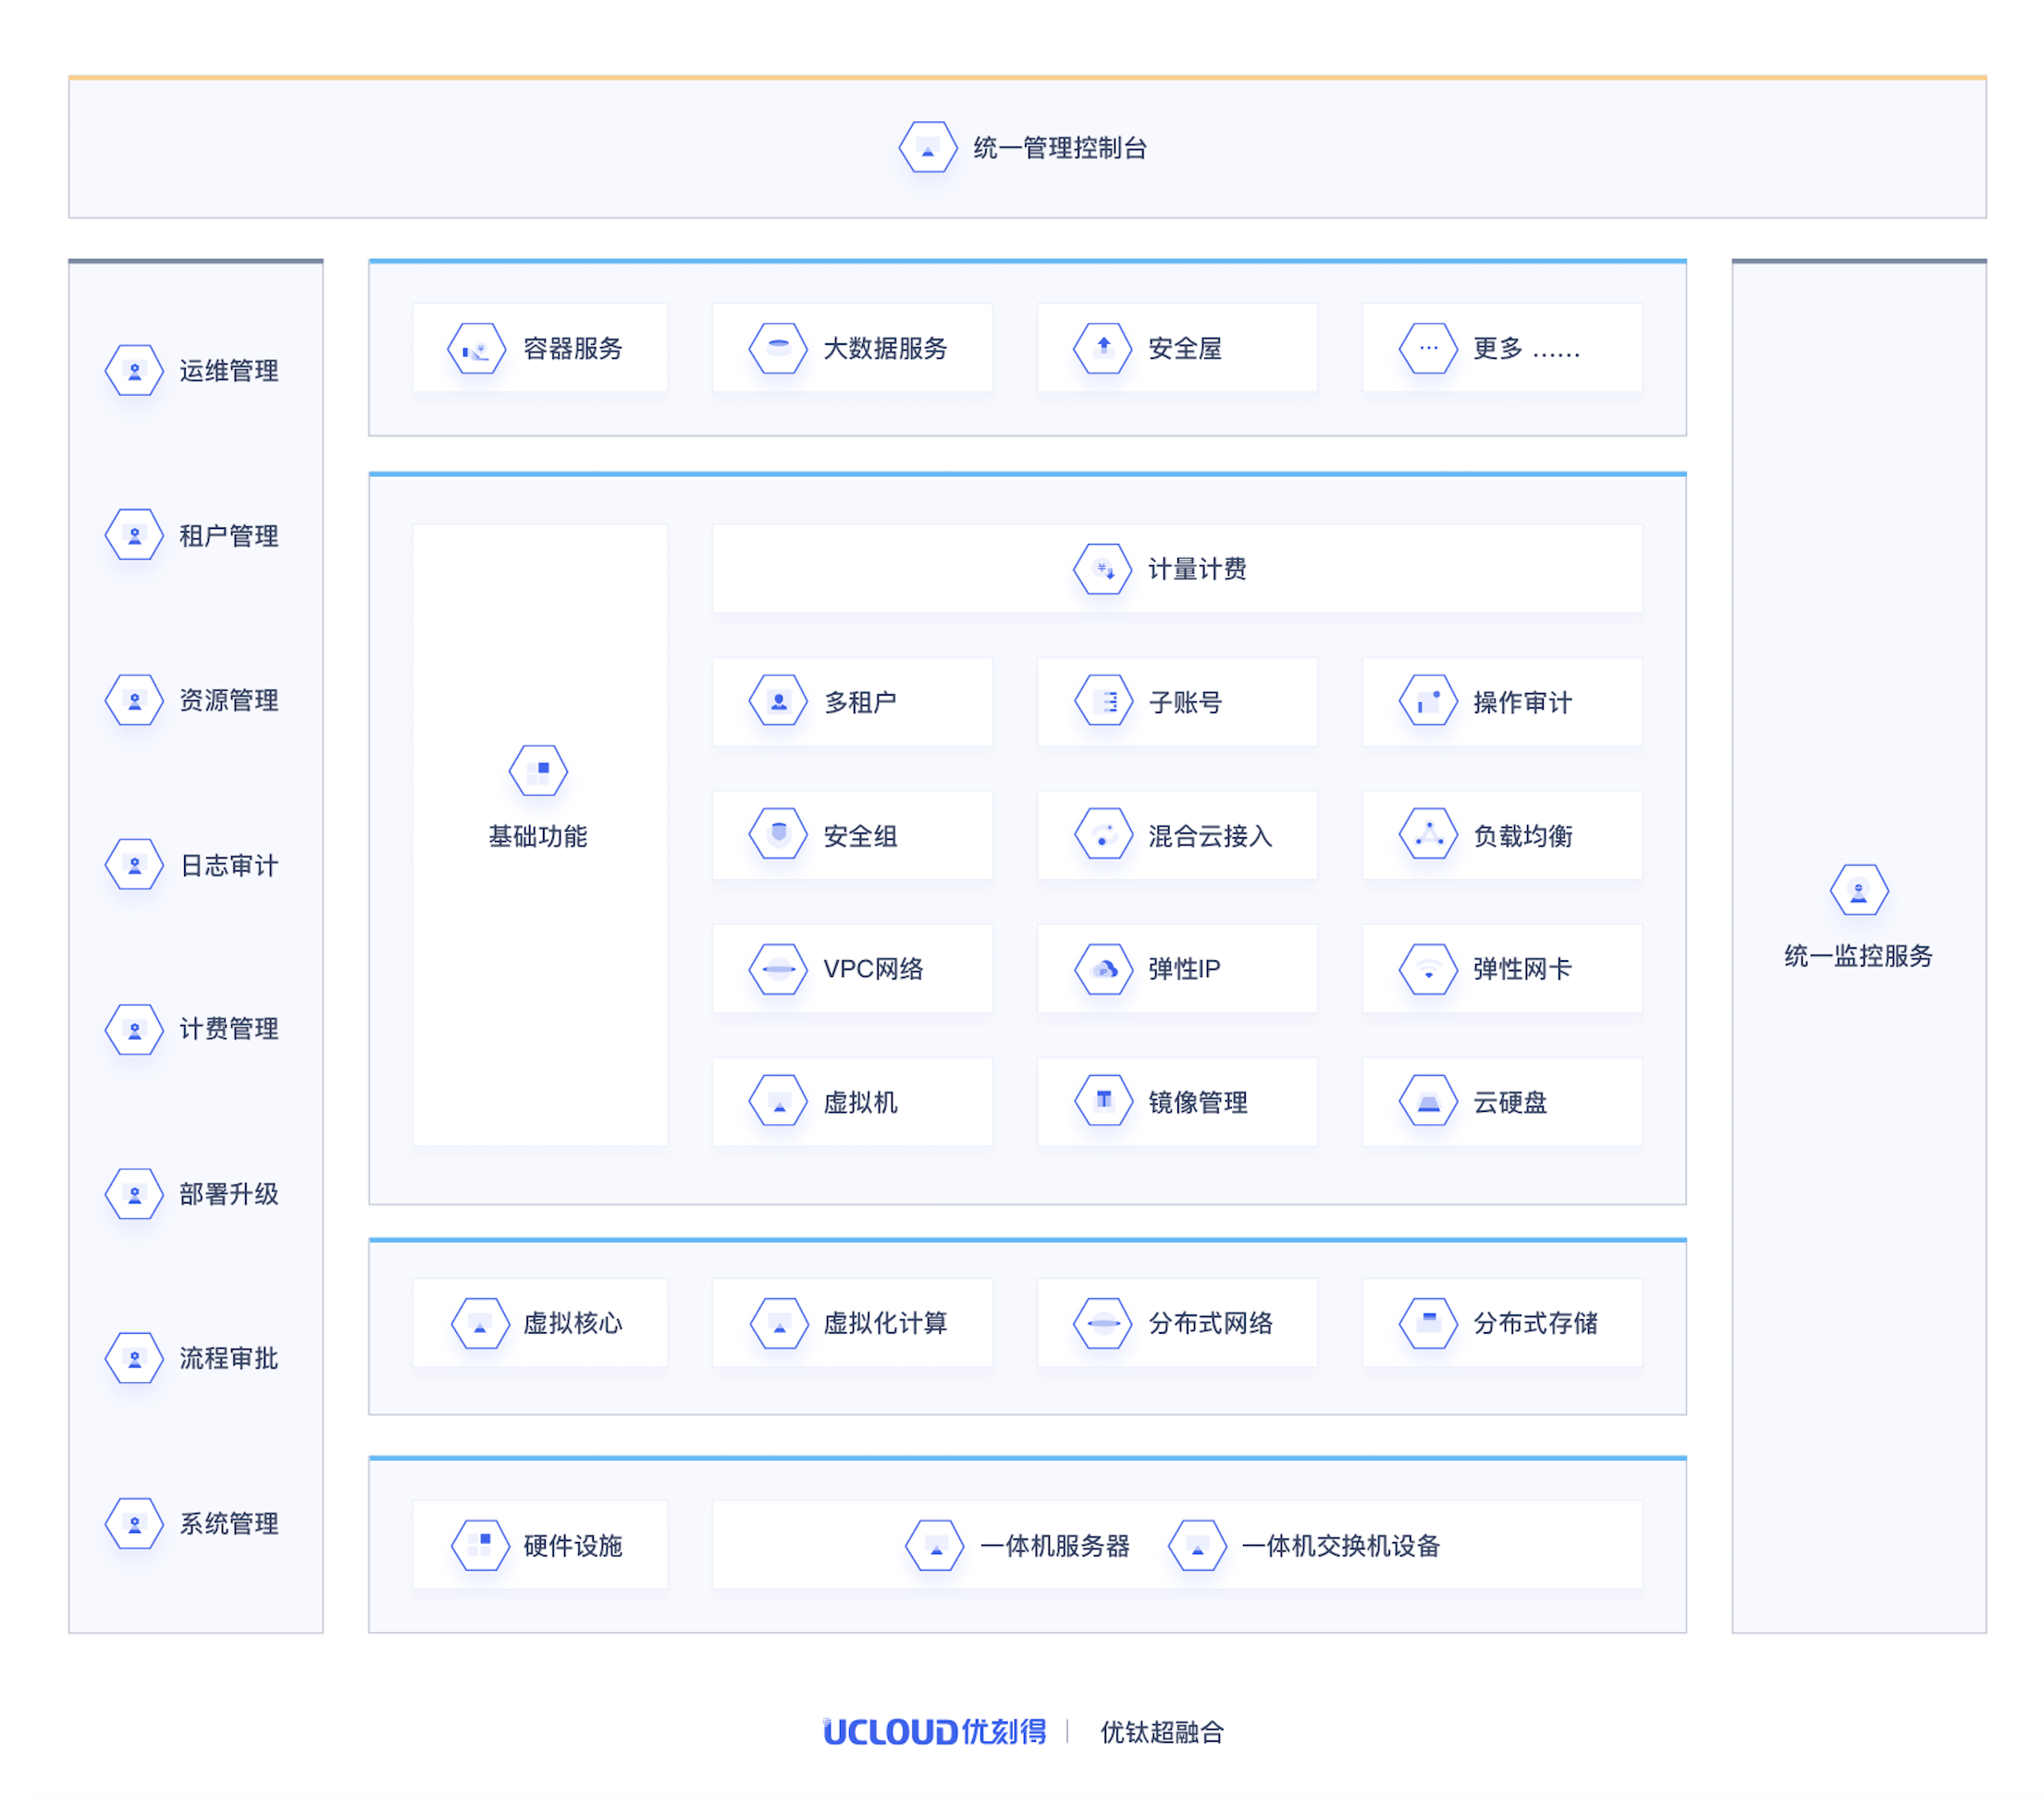 统一管理控制台
运维管理
租户管理
资源管理
日志审计
计费管理
部署升级
流程审批
系统管理
容器服务
大数据服务
安全屋
更多 ......
基础功能
计量计费
多租户
子账号
操作审计
安全组
混合云接入
负载均衡
VPC网络
弹性IP
弹性网卡
虚拟机
镜像管理
云硬盘
虚拟核心
虚拟化计算
分布式网络
分布式存储
硬件设施
一体机服务器
一体机交换机设备
统一监控服务
UCLOUD优刻得
优钛超融合